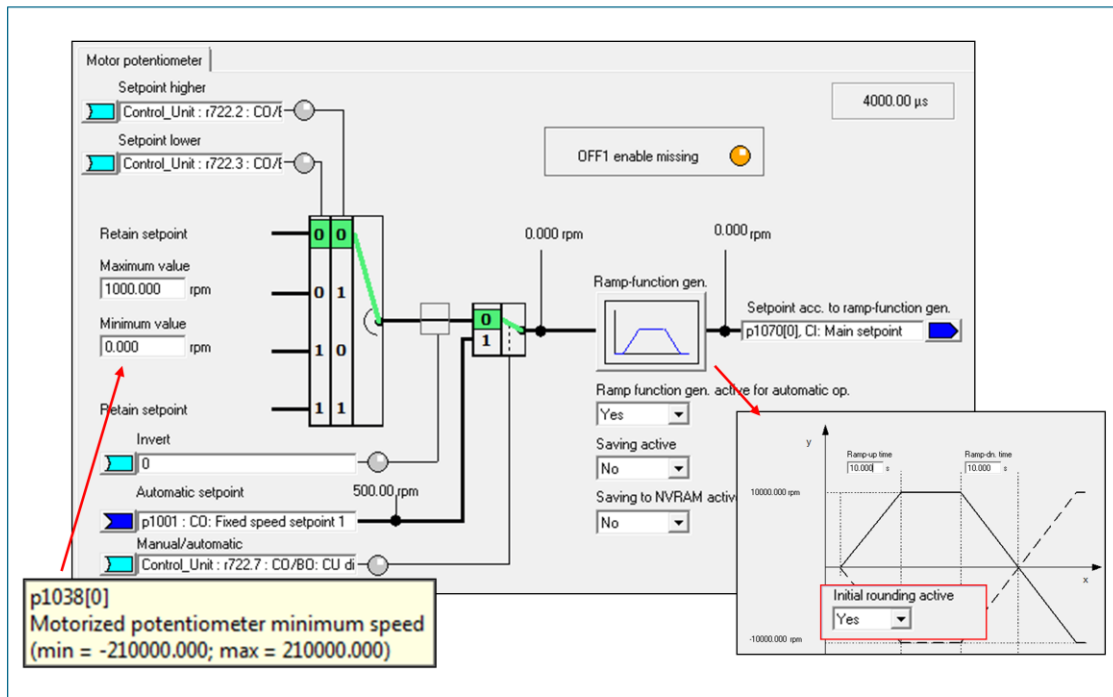 Motor potentiometer
Setpoint higher
Control_Unit : r722.2 : CO/B
4000.00 µs
Setpoint lower
Control_Unit : r722.3 : CO/B
OFF1 enable missing
0.000 rpm
0.000 rpm
Retain setpoint
0 0
Maximum value
1000.000 rpm
0 1
Ramp-function gen.
Setpoint acc. to ramp-function gen.
p1070[0], CI: Main setpoint
Minimum value
0.000 rpm
1 0
0
1
Retain setpoint
1 1
Ramp function gen. active for automatic op.
Yes
Saving active
No
Saving to NVRAM active
No
Invert
0
Automatic setpoint
500.00 rpm
p1001 : CO: Fixed speed setpoint 1
Manual/automatic
Control_Unit : r722.7 : CO/BO: CU di
y
Ramp-up time
10.000 s
Ramp-dn. time
10.000 s
10000.000 rpm
x
Initial rounding active
Yes
-10000.000 rpm
p1038[0]
Motorized potentiometer minimum speed
(min = -210000.000; max = 210000.000)